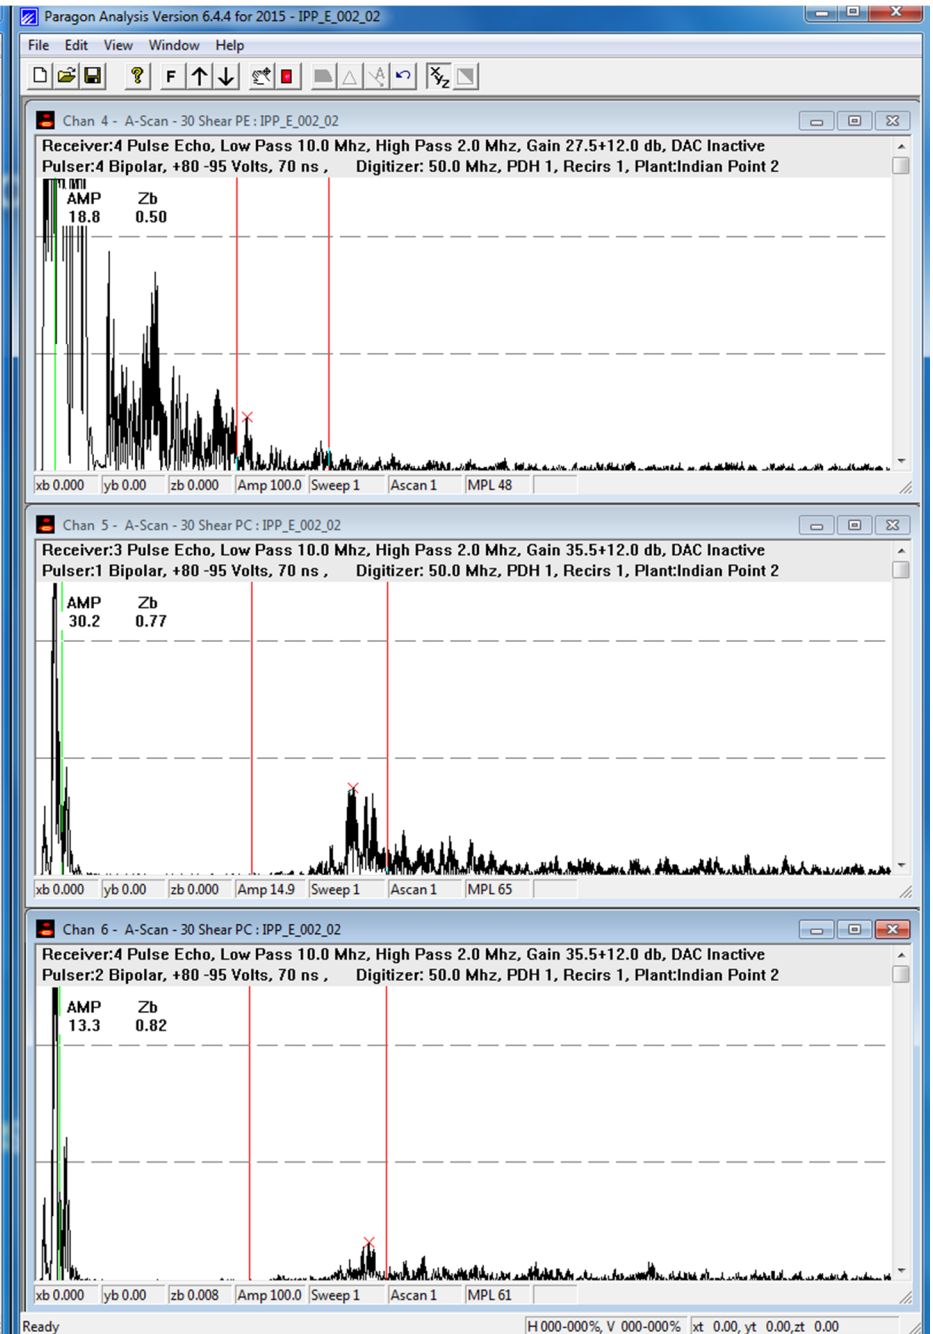 Paragon Analysis Version 6.4.4 for 2015 - IPP_E_002_02
File Edit View Window Help
F XYZ
Chan 4 - A-Scan - 30 Shear PE : IPP_E_002_02
Receiver:4 Pulse Echo, Low Pass 10.0 Mhz, High Pass 2.0 Mhz, Gain 27.5+12.0 db, DAC Inactive
Pulser:4 Bipolar, +80 -95 Volts, 70 ns , Digitizer: 50.0 Mhz, PDH 1, Recirs 1, Plant:Indian Point 2
AMP Zb
18.8 0.50
xb 0.000 yb 0.00 zb 0.000 Amp 100.0 Sweep 1 Ascan 1 MPL 48
Chan 5 - A-Scan - 30 Shear PC : IPP_E_002_02
Receiver:3 Pulse Echo, Low Pass 10.0 Mhz, High Pass 2.0 Mhz, Gain 35.5+12.0 db, DAC Inactive
Pulser:1 Bipolar, +80 -95 Volts, 70 ns , Digitizer: 50.0 Mhz, PDH 1, Recirs 1, Plant:Indian Point 2
AMP Zb
30.2 0.77
xb 0.000 yb 0.00 zb 0.000 Amp 14.9 Sweep 1 Ascan 1 MPL 65
Chan 6 - A-Scan - 30 Shear PC : IPP_E_002_02
Receiver:4 Pulse Echo, Low Pass 10.0 Mhz, High Pass 2.0 Mhz, Gain 35.5+12.0 db, DAC Inactive
Pulser:2 Bipolar, +80 -95 Volts, 70 ns , Digitizer: 50.0 Mhz, PDH 1, Recirs 1, Plant:Indian Point 2
AMP Zb
13.3 0.82
xb 0.000 yb 0.00 zb 0.008 Amp 100.0 Sweep 1 Ascan 1 MPL 61
Ready H 000-000%, V 000-000% xt 0.00, yt 0.00,zt 0.00